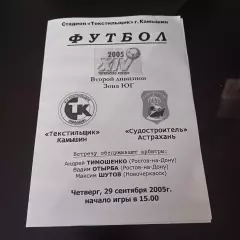 Стадион «Текстильщик» г. Камышин
ФУТБОЛ
2005
XIV
Второй дивизион
Зона ЮГ
«Текстильщик»
Камышин
«Судостроитель»
Астрахань
Встречу обслуживают арбитры:
Андрей ТИМОШЕНКО (Ростов-на-Дону)
Вадим ОТЫРБА (Ростов-на-Дону)
Максим ШУТОВ (Новочеркасск)
Четверг, 29 сентября 2005г.
начало игры в 15.00